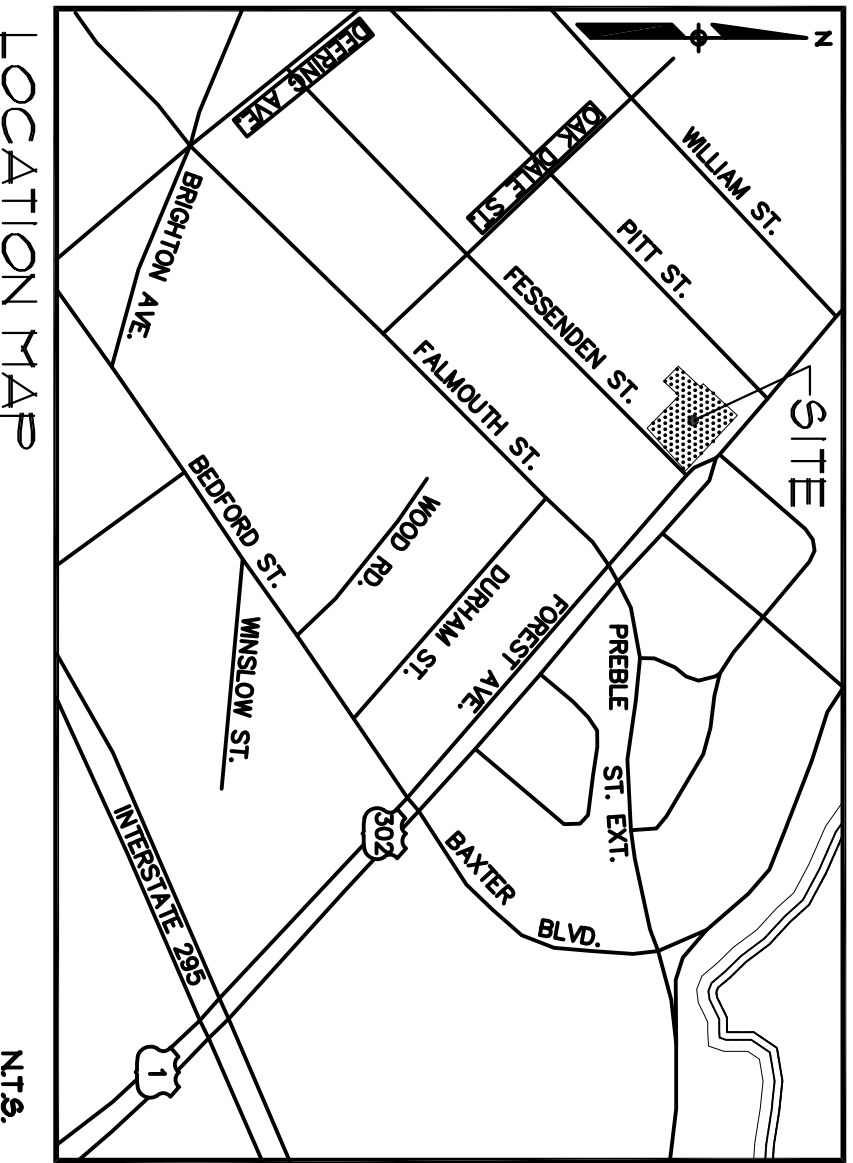 N
WILLIAM ST.
PITT ST.
SITE
DEERING AVE.
OAK DALE ST.
FESSENDEN ST.
FALMOUTH ST.
BRIGHTON AVE.
WOOD RD.
DURHAM ST.
FOREST AVE.
PREBLE ST. EXT.
BEDFORD ST.
WINSLOW ST.
302
BAXTER BLVD.
INTERSTATE 295
1
LOCATION MAP
N.T.S.